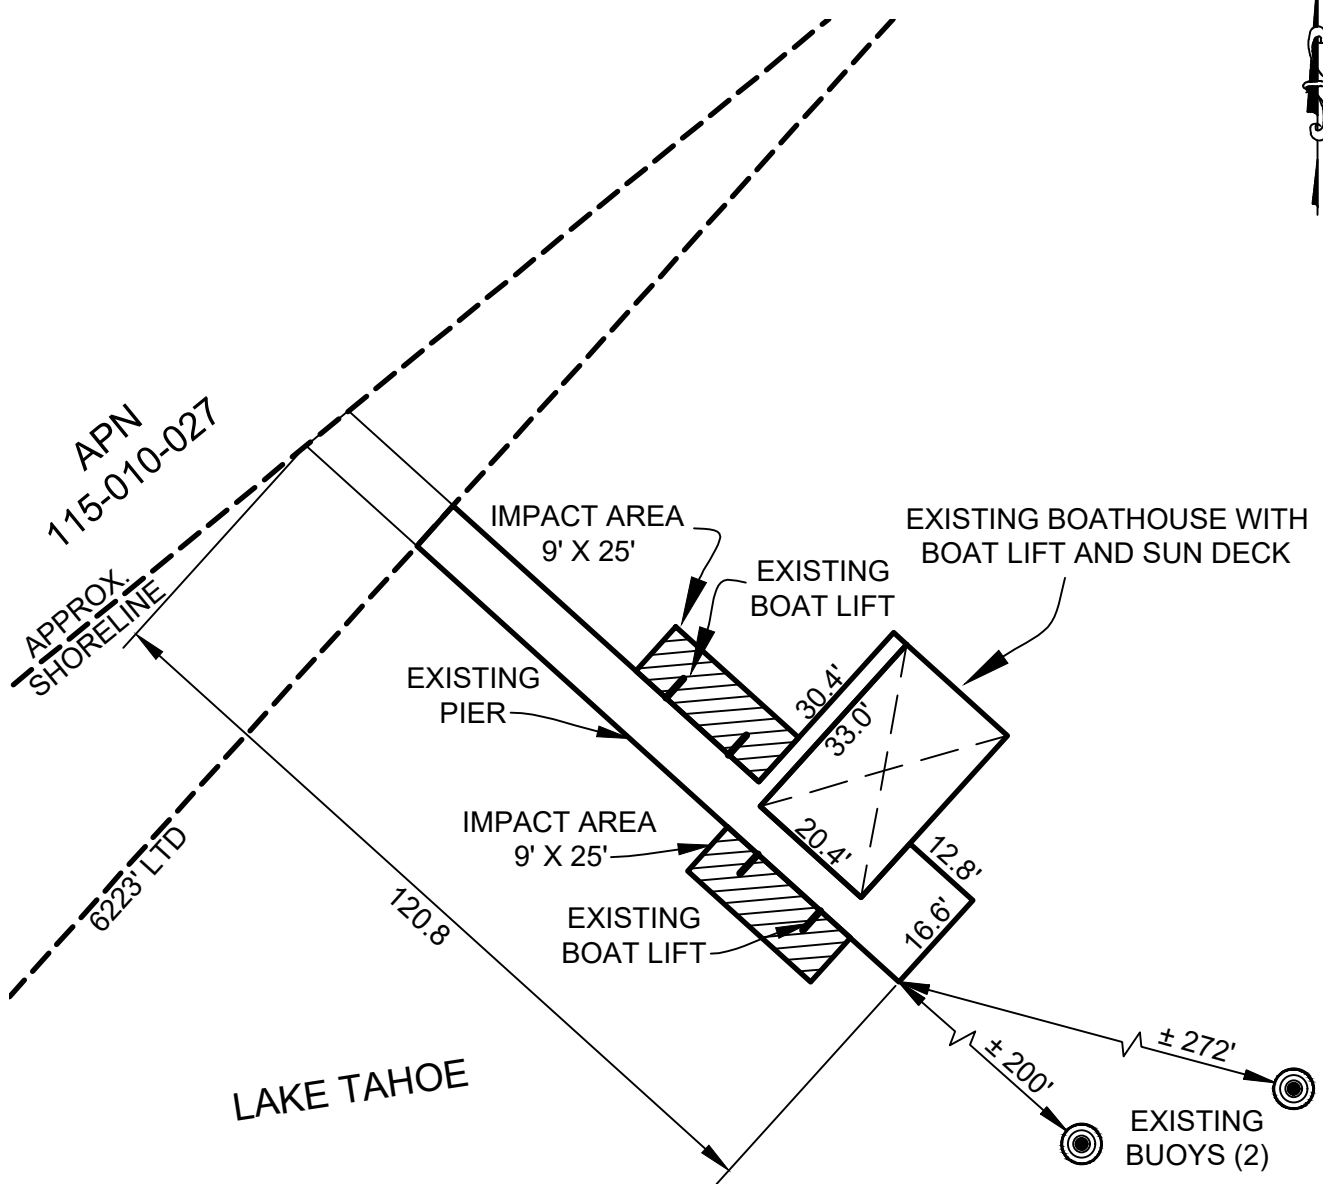 APN
115-010-027
APPROX.
SHORELINE
IMPACT AREA
9' X 25'
EXISTING
BOAT LIFT
EXISTING BOATHOUSE WITH
BOAT LIFT AND SUN DECK
EXISTING
PIER
30.4'
33.0'
20.4'
12.8'
16.6'
IMPACT AREA
9' X 25'
EXISTING
BOAT LIFT
6223' LTD
120.8
± 272'
± 200'
LAKE TAHOE
EXISTING
BUOYS (2)